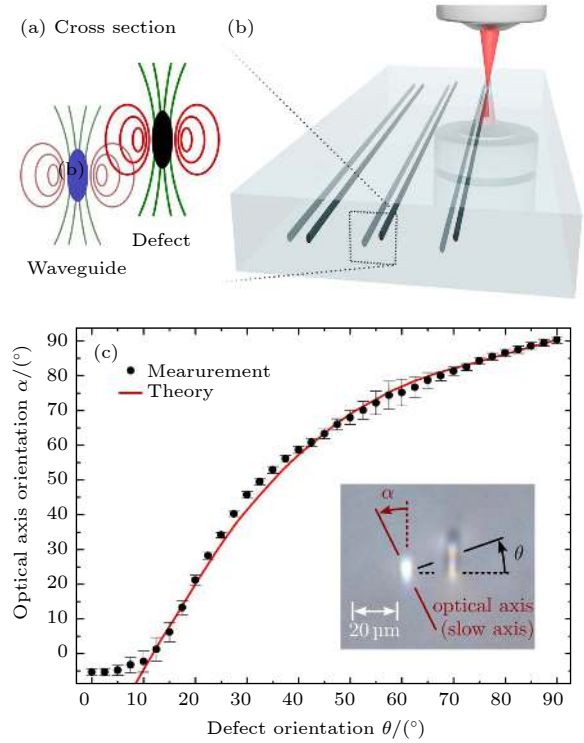 (a) Cross section
(b)
(b)
Defect
Waveguide
(c)
Mearurement
Theory
Optical axis orientation α/(°)
90
80
70
60
50
40
30
20
10
0
α
θ
20 μm
optical axis
(slow axis)
0 10 20 30 40 50 60 70 80 90
Defect orientation θ/(°)